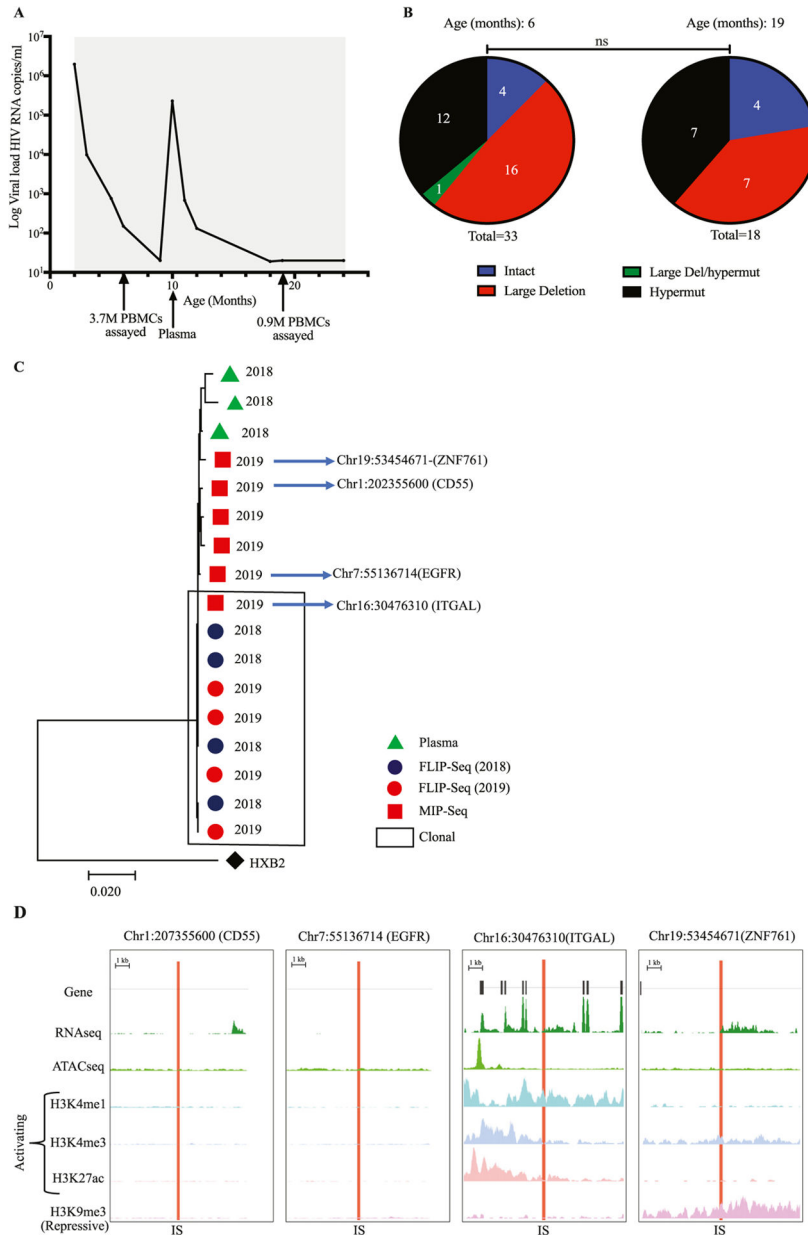 A
Log Viral load HIV RNA copies/ml
10^7
10^6
10^5
10^4
10^3
10^2
10^1
0 10 20
Age (Months)
3.7M PBMCs
assayed
Plasma
0.9M PBMCs
assayed
B
Age (months): 6
Age (months): 19
ns
4
16
1
12
4
7
7
Total=33
Total=18
Intact
Large Deletion
Large Del/hypermut
Hypermut
C
2018
2018
2018
2019 Chr19:53454671-(ZNF761)
2019 Chr1:202355600 (CD55)
2019
2019
2019 Chr7:55136714(EGFR)
2019 Chr16:30476310 (ITGAL)
2018
2018
2019
2019
2018
2019
2018
2019
HXB2
0.020
Plasma
FLIP-Seq (2018)
FLIP-Seq (2019)
MIP-Seq
Clonal
D
Chr1:207355600 (CD55)
Chr7:55136714 (EGFR)
Chr16:30476310(ITGAL)
Chr19:53454671(ZNF761)
1 kb
1 kb
1 kb
1 kb
Gene
RNAseq
ATACseq
Activating
H3K4me1
H3K4me3
H3K27ac
H3K9me3
(Repressive)
IS
IS
IS
IS